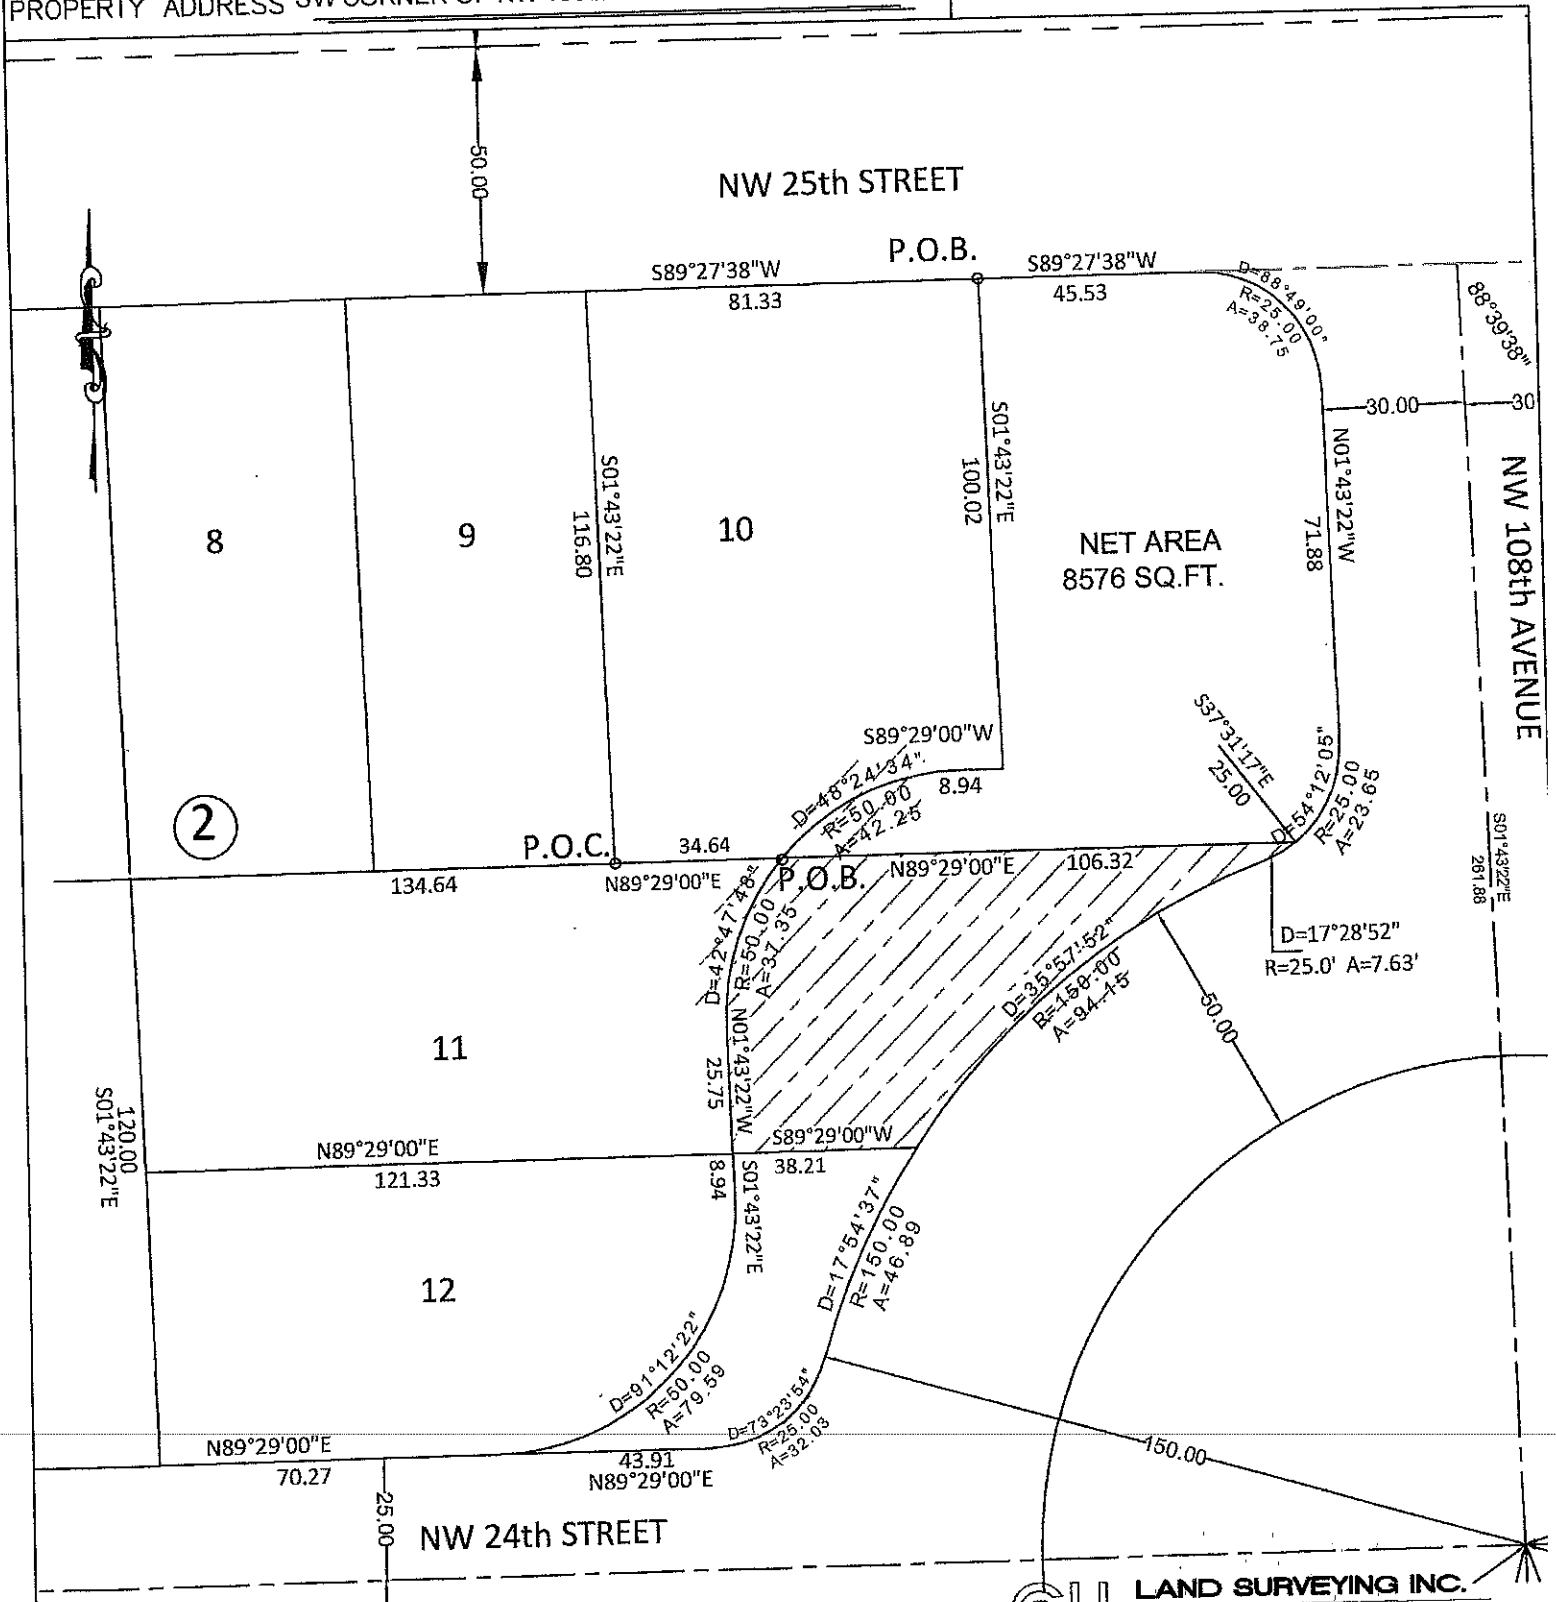 PROPERTY ADDRESS SW CORNER OF NW
50.00
NW 25th STREET
P.O.B.
S89°27'38"W
81.33
S89°27'38"W
45.53
D=88°49'00"
R=25.00
A=38.75
88°39'38"
30.00
30
S01°43'22"E
116.80
S01°43'22"E
100.02
N01°43'22"W
71.88
NW 108th AVENUE
8
9
10
NET AREA
8576 SQ.FT.
S89°29'00"W
8.94
D=48°24'34"
R=50.00
A=42.25
S37°31'17"E
25.00
D=54°12'05"
R=25.00
A=23.65
S01°43'22"E
261.88
2
P.O.C.
34.64
N89°29'00"E
P.O.B.
N89°29'00"E
106.32
134.64
D=42°47'48"
R=50.00
A=37.35
D=17°28'52"
R=25.0' A=7.63'
D=35°57'52"
R=150.00
A=94.15
50.00
11
N01°43'22"W
25.75
120.00
S01°43'22"E
N89°29'00"E
121.33
S89°29'00"W
38.21
8.94
S01°43'22"E
D=17°54'37"
R=150.00
A=46.89
12
D=91°12'22"
R=50.00
A=79.59
D=73°23'54"
R=25.00
A=32.03
N89°29'00"E
70.27
43.91
N89°29'00"E
150.00
25.00
NW 24th STREET
LAND SURVEYING INC.